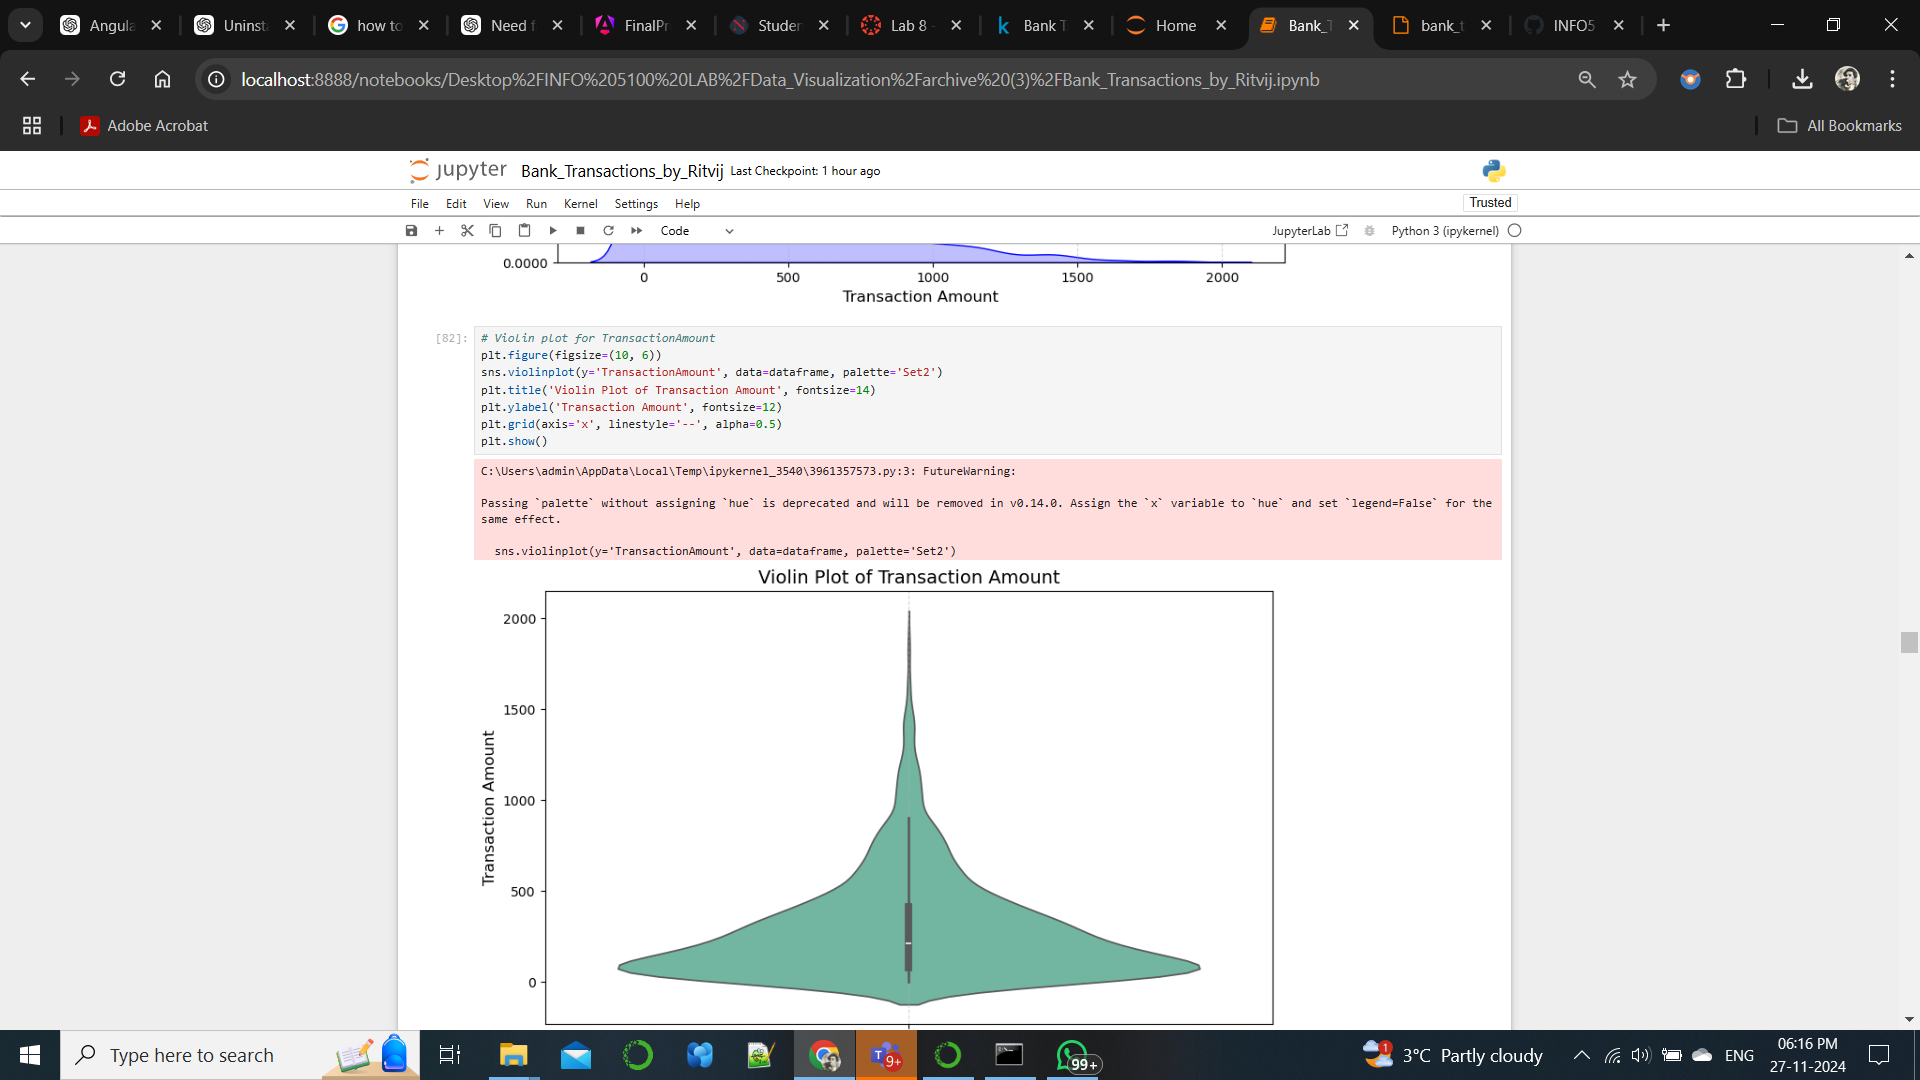 Angula
Uninsta
how to
Need f
FinalPr
Studen
Lab 8 -
Bank T
Home
Bank_T
bank_t
INFO5
localhost:8888/notebooks/Desktop%2FINFO%205100%20LAB%2FData_Visualization%2Farchive%20(3)%2FBank_Transactions_by_Ritvij.ipynb
Adobe Acrobat
All Bookmarks
jupyter Bank_Transactions_by_Ritvij Last Checkpoint: 1 hour ago
File Edit View Run Kernel Settings Help
Trusted
Code
JupyterLab
Python 3 (ipykernel)
0.0000
0 500 1000 1500 2000
Transaction Amount
[82]:
# Violin plot for TransactionAmount
plt.figure(figsize=(10, 6))
sns.violinplot(y='TransactionAmount', data=dataframe, palette='Set2')
plt.title('Violin Plot of Transaction Amount', fontsize=14)
plt.ylabel('Transaction Amount', fontsize=12)
plt.grid(axis='x', linestyle='--', alpha=0.5)
plt.show()
C:\Users\admin\AppData\Local\Temp\ipykernel_3540\3961357573.py:3: FutureWarning:
Passing `palette` without assigning `hue` is deprecated and will be removed in v0.14.0. Assign the `x` variable to `hue` and set `legend=False` for the
same effect.
sns.violinplot(y='TransactionAmount', data=dataframe, palette='Set2')
Violin Plot of Transaction Amount
2000
1500
1000
500
0
Transaction Amount
Type here to search
9+
99+
1
3°C Partly cloudy
ENG
06:16 PM
27-11-2024